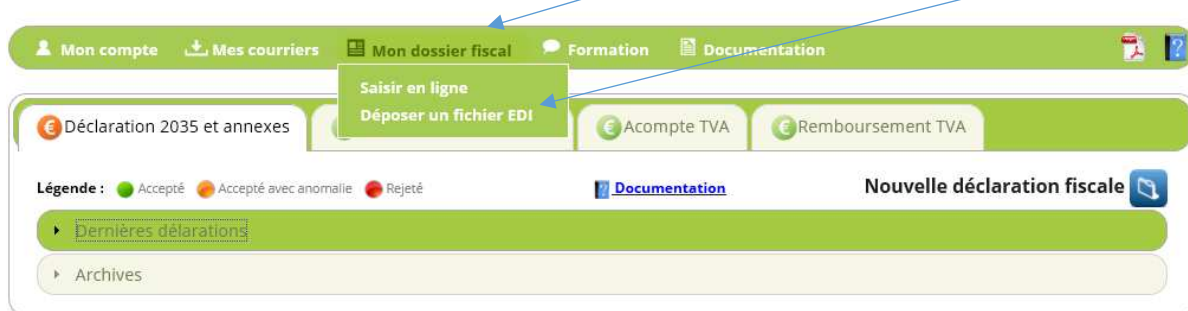 Mon compte Mes courriers Mon dossier fiscal Formation Documentation
Saisir en ligne
Déposer un fichier EDI
Déclaration 2035 et annexes Acompte TVA Remboursement TVA
Légende : Accepté Accepté avec anomalie Rejeté Documentation Nouvelle déclaration fiscale
Dernières délarations
Archives